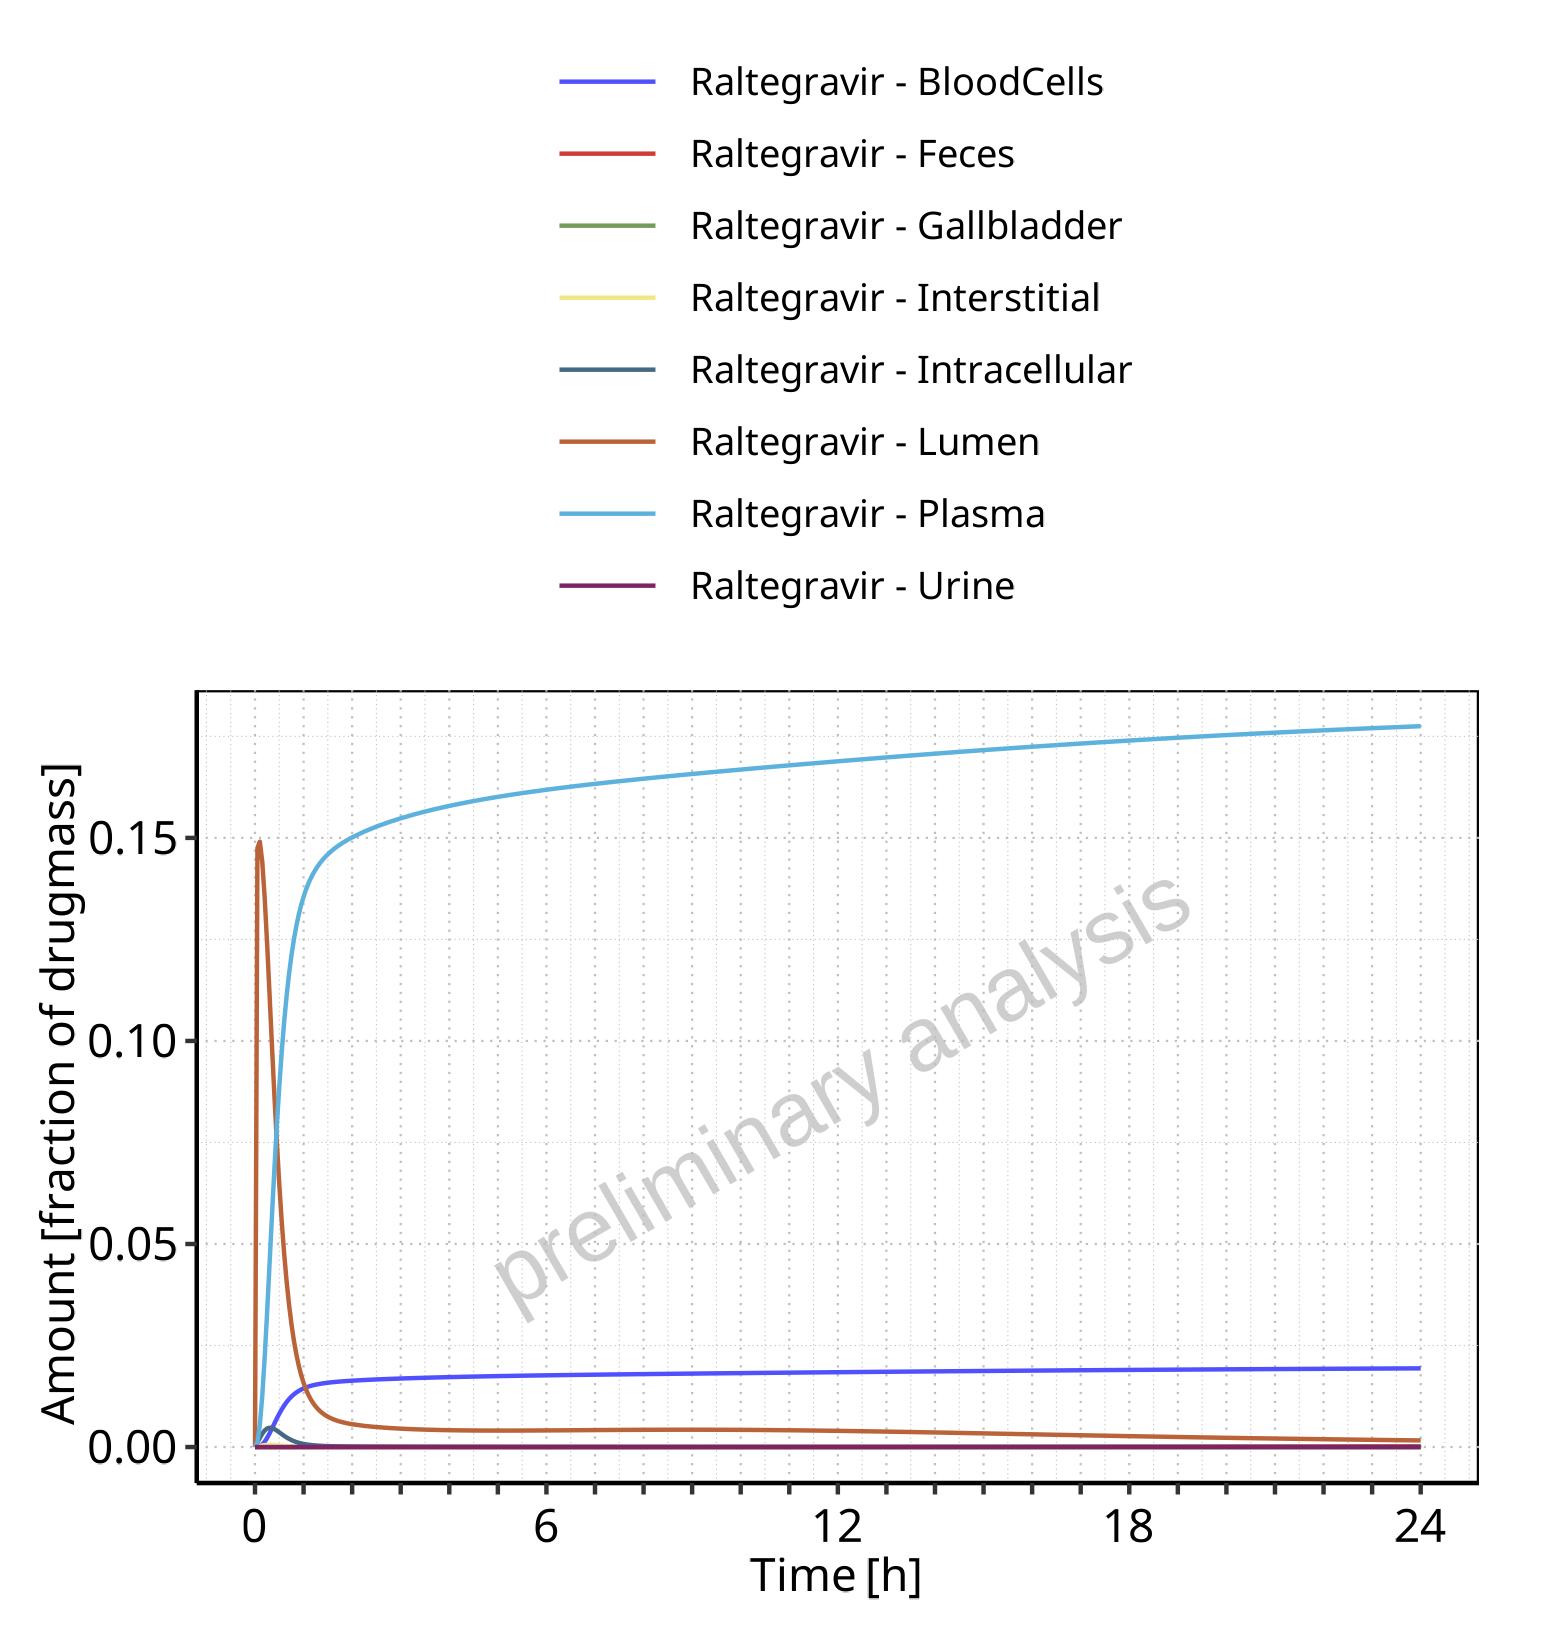 Raltegravir - BloodCells
Raltegravir - Feces
Raltegravir - Gallbladder
Raltegravir - Interstitial
Raltegravir - Intracellular
Raltegravir - Lumen
Raltegravir - Plasma
Raltegravir - Urine
Amount [fraction of drugmass]
0.15
0.10
0.05
0.00
preliminary analysis
0 6 12 18 24
Time [h]